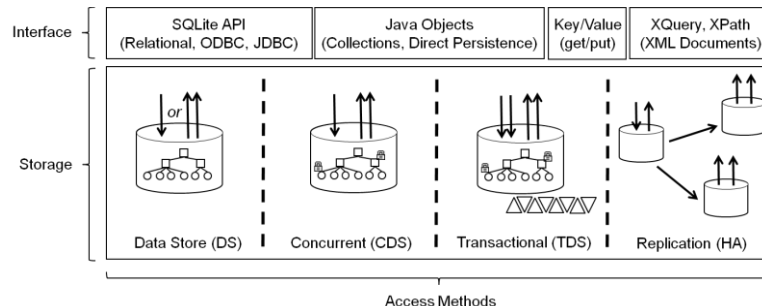 Interface
SQLite API
(Relational, ODBC, JDBC)
Java Objects
(Collections, Direct Persistence)
Key/Value
(get/put)
XQuery, XPath
(XML Documents)
Storage
or
Data Store (DS)
Concurrent (CDS)
Transactional (TDS)
Replication (HA)
Access Methods